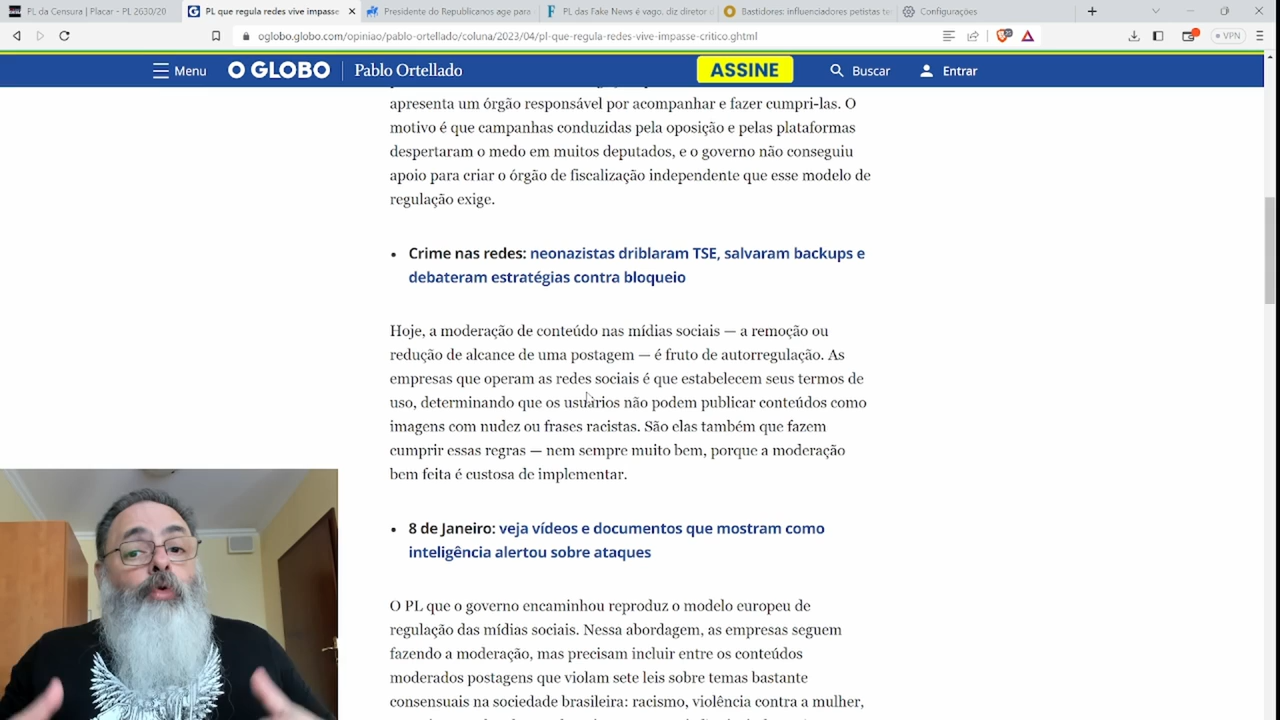 PL da Censura | Placar - PL 2630/20
PL que regula redes vive impasse
Presidente do Republicanos age para
PL das Fake News é vago, diz diretor d
Bastidores: influenciadores petistas te
Configurações
oglobo.globo.com/opiniao/pablo-ortellado/coluna/2023/04/pl-que-regula-redes-vive-impasse-critico.ghtml
VPN
Menu
O GLOBO
Pablo Ortellado
ASSINE
Buscar
Entrar
apresenta um órgão responsável por acompanhar e fazer cumpri-las. O
motivo é que campanhas conduzidas pela oposição e pelas plataformas
despertaram o medo em muitos deputados, e o governo não conseguiu
apoio para criar o órgão de fiscalização independente que esse modelo de
regulação exige.
• Crime nas redes: neonazistas driblaram TSE, salvaram backups e
debateram estratégias contra bloqueio
Hoje, a moderação de conteúdo nas mídias sociais — a remoção ou
redução de alcance de uma postagem — é fruto de autorregulação. As
empresas que operam as redes sociais é que estabelecem seus termos de
uso, determinando que os usuários não podem publicar conteúdos como
imagens com nudez ou frases racistas. São elas também que fazem
cumprir essas regras — nem sempre muito bem, porque a moderação
bem feita é custosa de implementar.
• 8 de Janeiro: veja vídeos e documentos que mostram como
inteligência alertou sobre ataques
O PL que o governo encaminhou reproduz o modelo europeu de
regulação das mídias sociais. Nessa abordagem, as empresas seguem
fazendo a moderação, mas precisam incluir entre os conteúdos
moderados postagens que violam sete leis sobre temas bastante
consensuais na sociedade brasileira: racismo, violência contra a mulher,